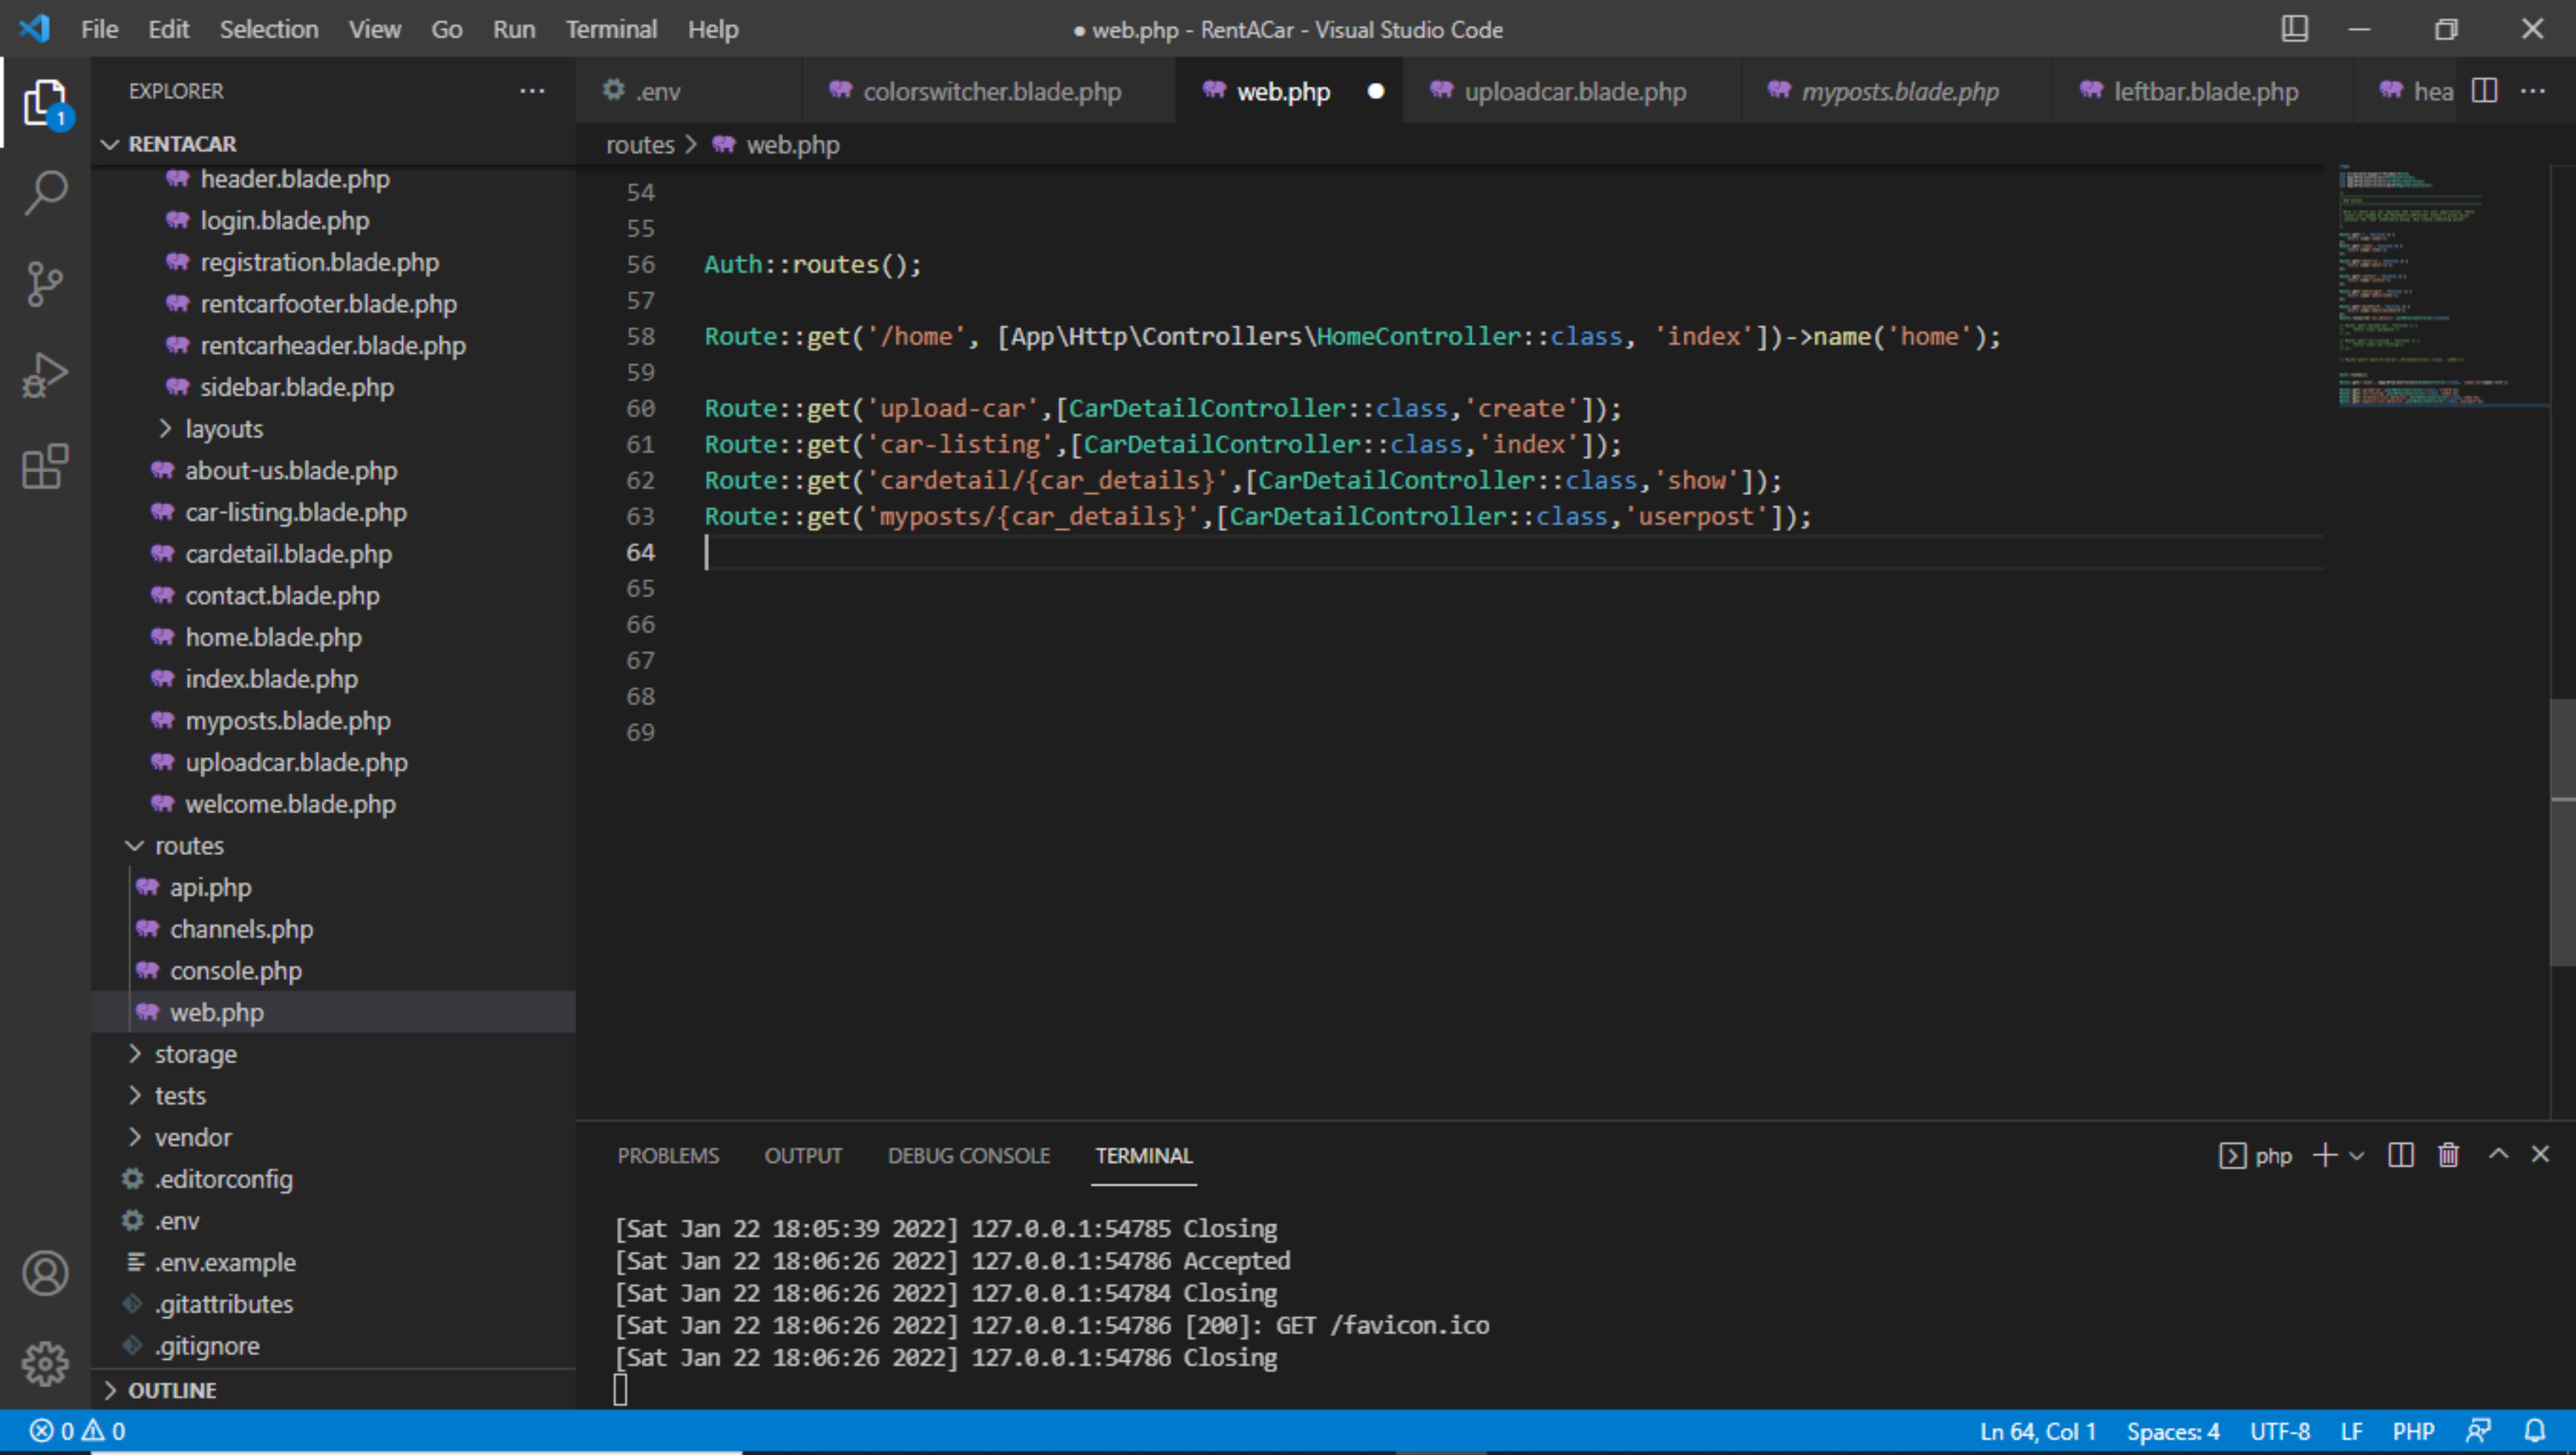 File Edit Selection View Go Run Terminal Help
● web.php - RentACar - Visual Studio Code
EXPLORER
.env
colorswitcher.blade.php
web.php
uploadcar.blade.php
myposts.blade.php
leftbar.blade.php
hea
1
RENTACAR
header.blade.php
login.blade.php
registration.blade.php
rentcarfooter.blade.php
rentcarheader.blade.php
sidebar.blade.php
layouts
about-us.blade.php
car-listing.blade.php
cardetail.blade.php
contact.blade.php
home.blade.php
index.blade.php
myposts.blade.php
uploadcar.blade.php
welcome.blade.php
routes
api.php
channels.php
console.php
web.php
storage
tests
vendor
.editorconfig
.env
.env.example
.gitattributes
.gitignore
OUTLINE
routes > web.php
54
55
56 Auth::routes();
57
58 Route::get('/home', [App\Http\Controllers\HomeController::class, 'index'])->name('home');
59
60 Route::get('upload-car',[CarDetailController::class,'create']);
61 Route::get('car-listing',[CarDetailController::class,'index']);
62 Route::get('cardetail/{car_details}',[CarDetailController::class,'show']);
63 Route::get('myposts/{car_details}',[CarDetailController::class,'userpost']);
64
65
66
67
68
69
PROBLEMS OUTPUT DEBUG CONSOLE TERMINAL
php
[Sat Jan 22 18:05:39 2022] 127.0.0.1:54785 Closing
[Sat Jan 22 18:06:26 2022] 127.0.0.1:54786 Accepted
[Sat Jan 22 18:06:26 2022] 127.0.0.1:54784 Closing
[Sat Jan 22 18:06:26 2022] 127.0.0.1:54786 [200]: GET /favicon.ico
[Sat Jan 22 18:06:26 2022] 127.0.0.1:54786 Closing
0 0
Ln 64, Col 1 Spaces: 4 UTF-8 LF PHP